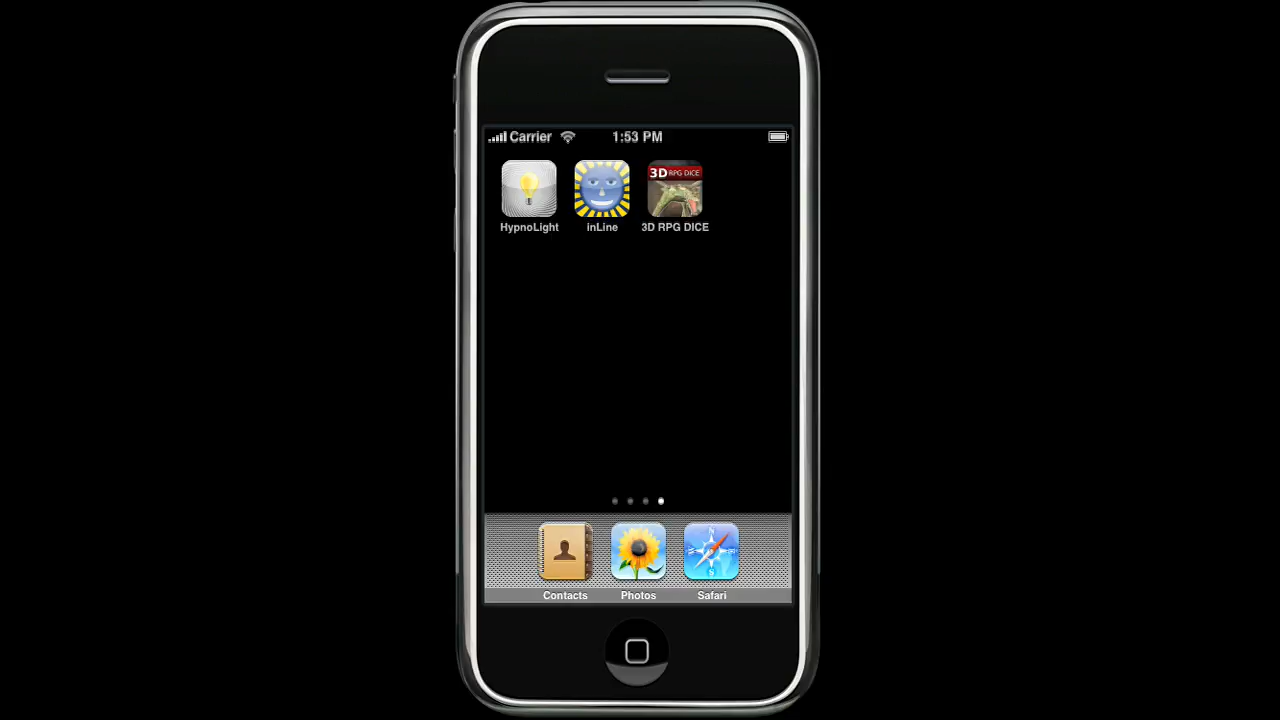 Carrier 1:53 PM
3D RPG DICE
HypnoLight inLine 3D RPG DICE
N
S
Contacts Photos Safari